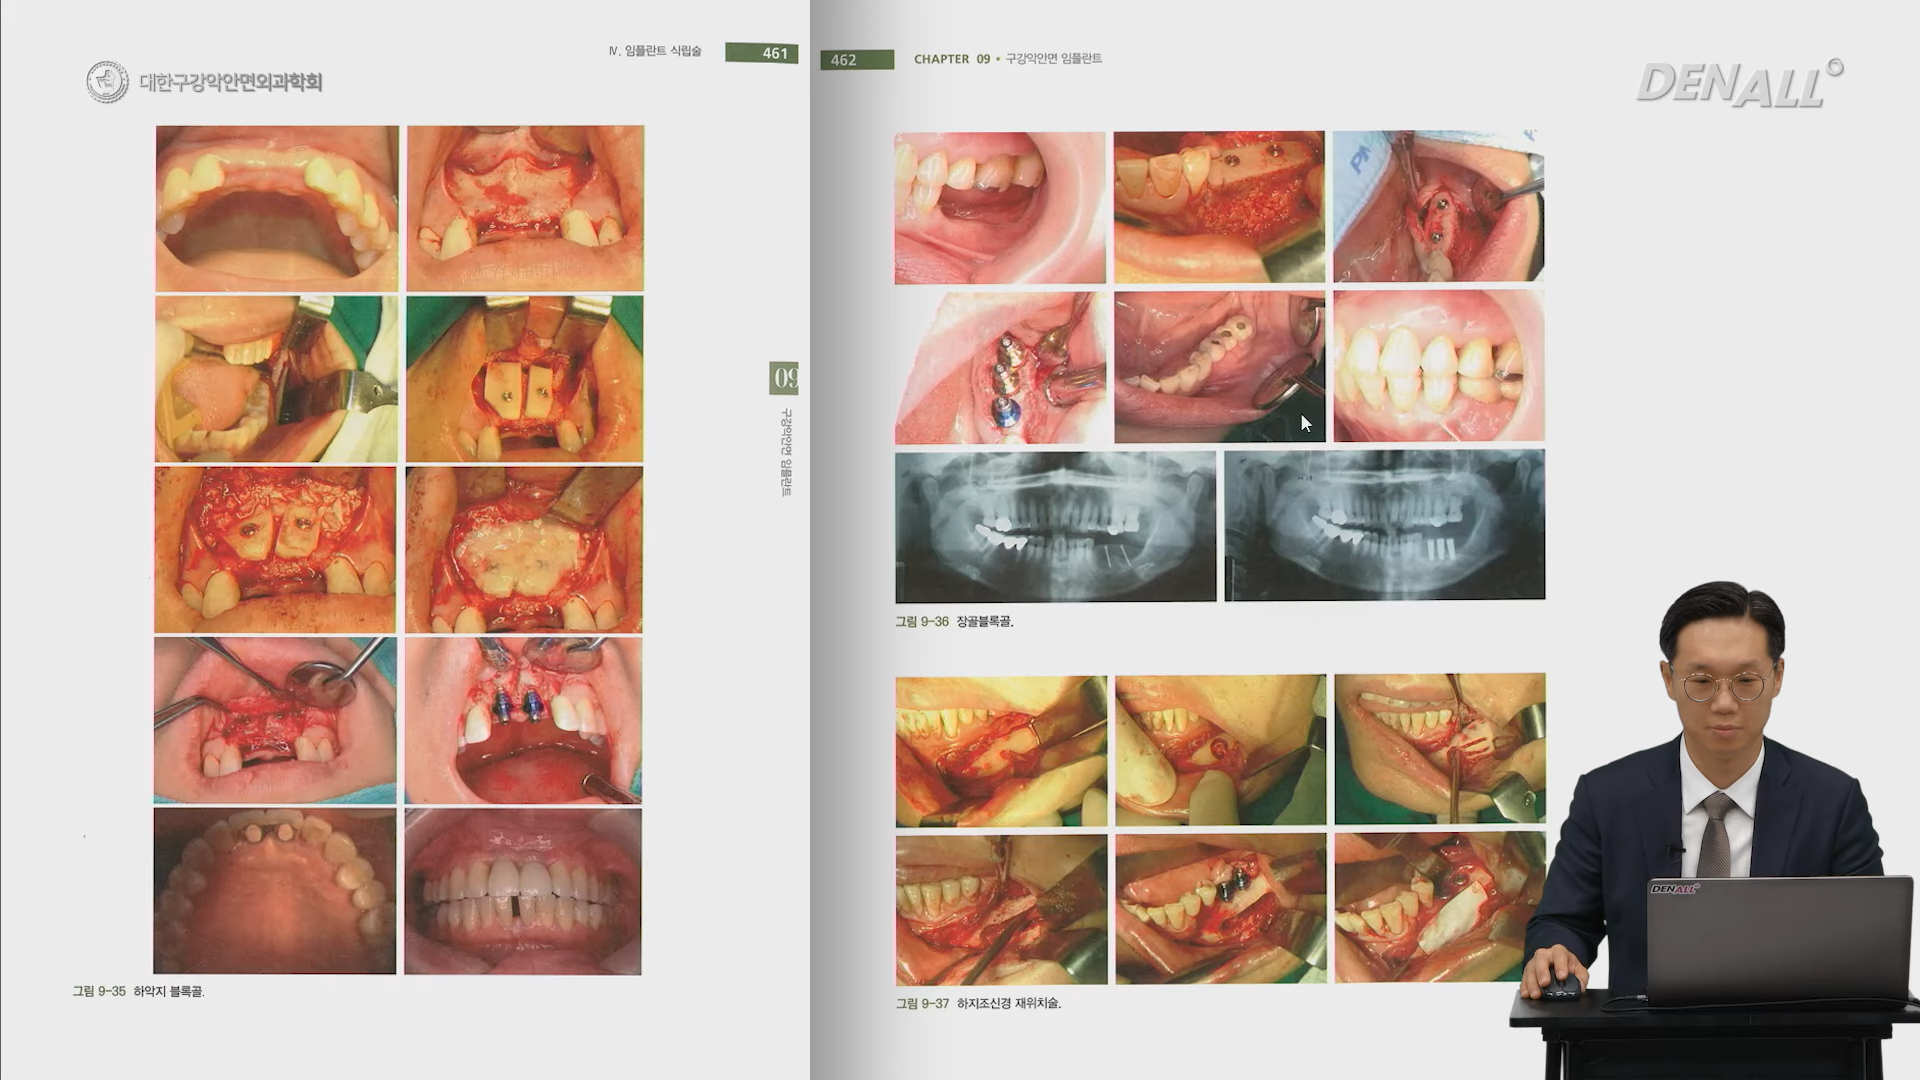 Ⅳ. 임플란트 식립술
461
대한구강악안면외과학회
09
구강악안면 임플란트
그림 9-35 하악지 블록골.
462
CHAPTER 09 • 구강악안면 임플란트
DENALL
그림 9-36 장골블록골.
그림 9-37 하지조신경 재위치술.
DENALL